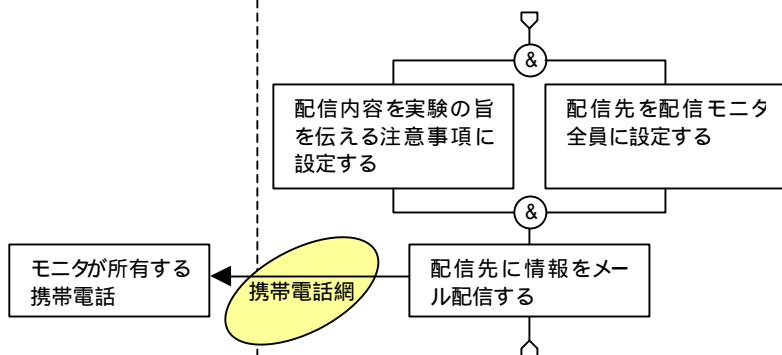 &
配信内容を実験の旨
を伝える注意事項に
設定する
配信先を配信モニタ
全員に設定する
&
モニタが所有する
携帯電話
携帯電話網
配信先に情報をメー
ル配信する